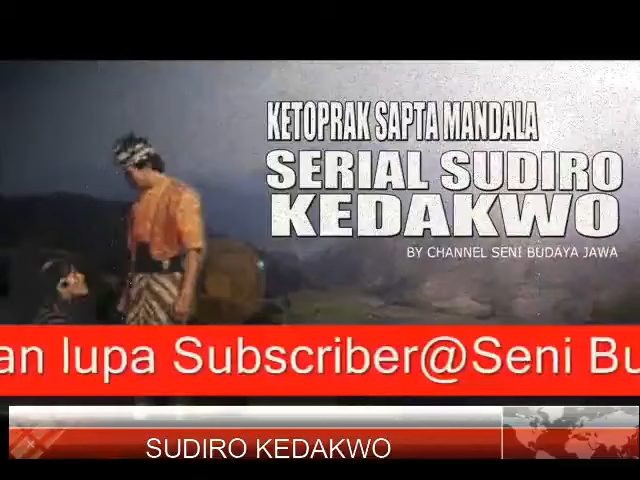 KETOPRAK SAPTA MANDALA
SERIAL SUDIRO
KEDAKWO
BY CHANNEL SENI BUDAYA JAWA
an lupa Subscriber@Seni Bu
SUDIRO KEDAKWO